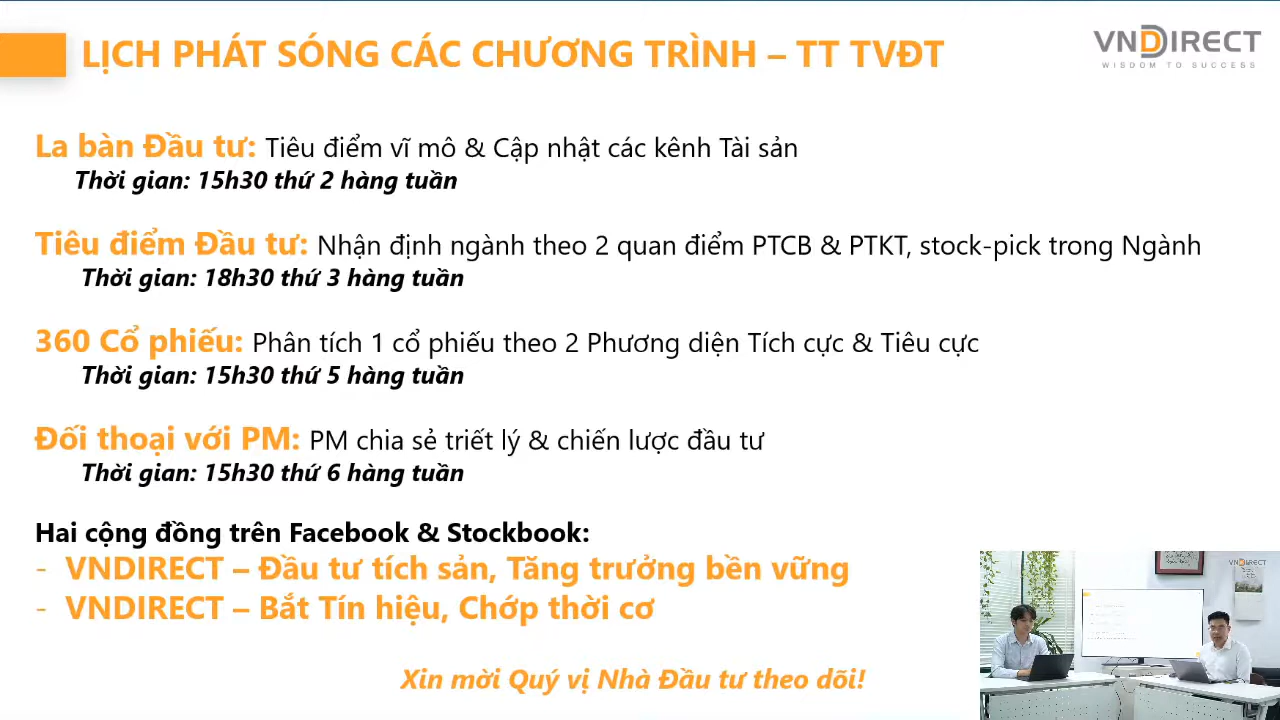 LỊCH PHÁT SÓNG CÁC CHƯƠNG TRÌNH – TT TVĐT
VNDIRECT
WISDOM TO SUCCESS
La bàn Đầu tư: Tiêu điểm vĩ mô & Cập nhật các kênh Tài sản
Thời gian: 15h30 thứ 2 hàng tuần
Tiêu điểm Đầu tư: Nhận định ngành theo 2 quan điểm PTCB & PTKT, stock-pick trong Ngành
Thời gian: 18h30 thứ 3 hàng tuần
360 Cổ phiếu: Phân tích 1 cổ phiếu theo 2 Phương diện Tích cực & Tiêu cực
Thời gian: 15h30 thứ 5 hàng tuần
Đối thoại với PM: PM chia sẻ triết lý & chiến lược đầu tư
Thời gian: 15h30 thứ 6 hàng tuần
Hai cộng đồng trên Facebook & Stockbook:
- VNDIRECT – Đầu tư tích sản, Tăng trưởng bền vững
- VNDIRECT – Bắt Tín hiệu, Chớp thời cơ
Xin mời Quý vị Nhà Đầu tư theo dõi!
VNDIRECT